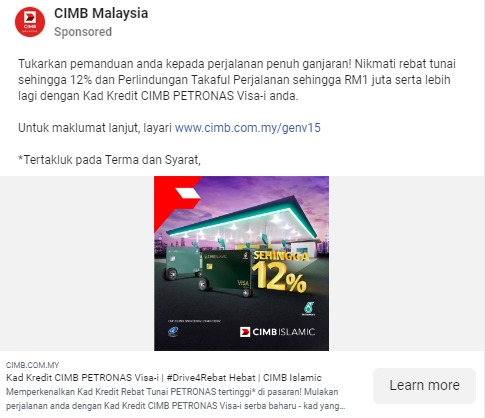 CIMB Malaysia
Sponsored
Tukarkan pemanduan anda kepada perjalanan penuh ganjaran! Nikmati rebat tunai
sehingga 12% dan Perlindungan Takaful Perjalanan sehingga RM1 juta serta lebih
lagi dengan Kad Kredit CIMB PETRONAS Visa-i anda.
Untuk maklumat lanjut, layari www.cimb.com.my/genv15
*Tertakluk pada Terma dan Syarat,
SEHINGGA
12%
VISA
CIMB ISLAMIC
CIMB.COM.MY
Kad Kredit CIMB PETRONAS Visa-i | #Drive4Rebat Hebat | CIMB Islamic
Memperkenalkan Kad Kredit Rebat Tunai PETRONAS tertinggi* di pasaran! Mulakan
perjalanan anda dengan Kad Kredit CIMB PETRONAS Visa-i serba baharu - kad yang...
Learn more